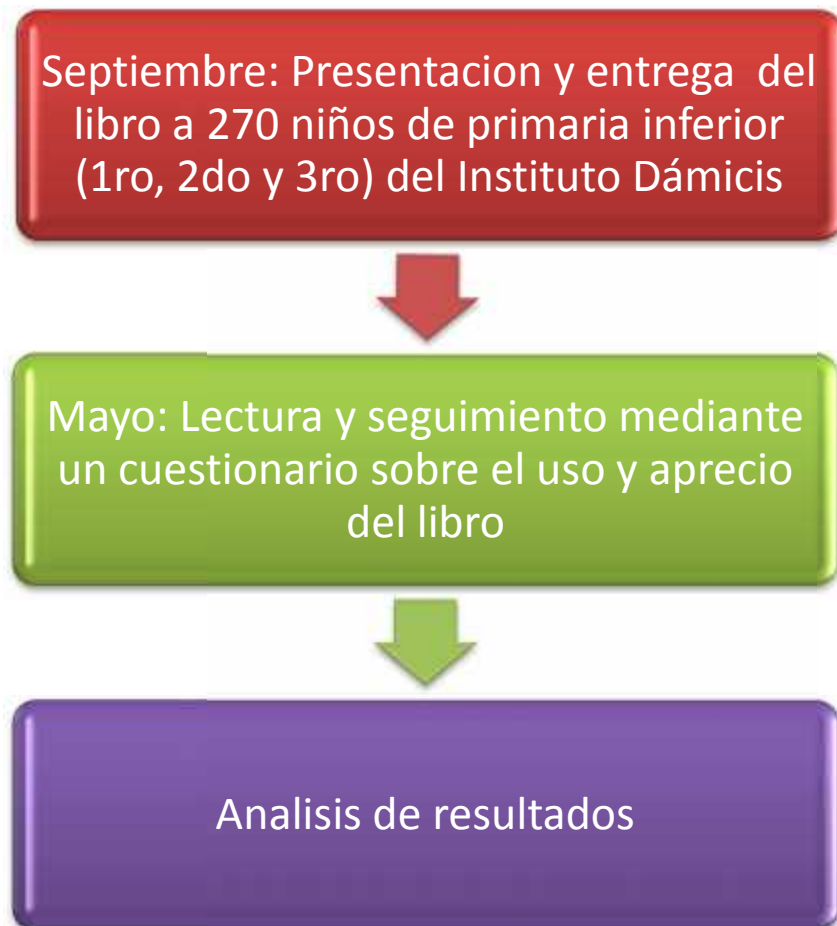 Septiembre: Presentacion y entrega  del
libro a 270 niños de primaria inferior
(1ro, 2do y 3ro) del Instituto Dámicis
Mayo: Lectura y seguimiento mediante
un cuestionario sobre el uso y aprecio
del libro
Analisis de resultados